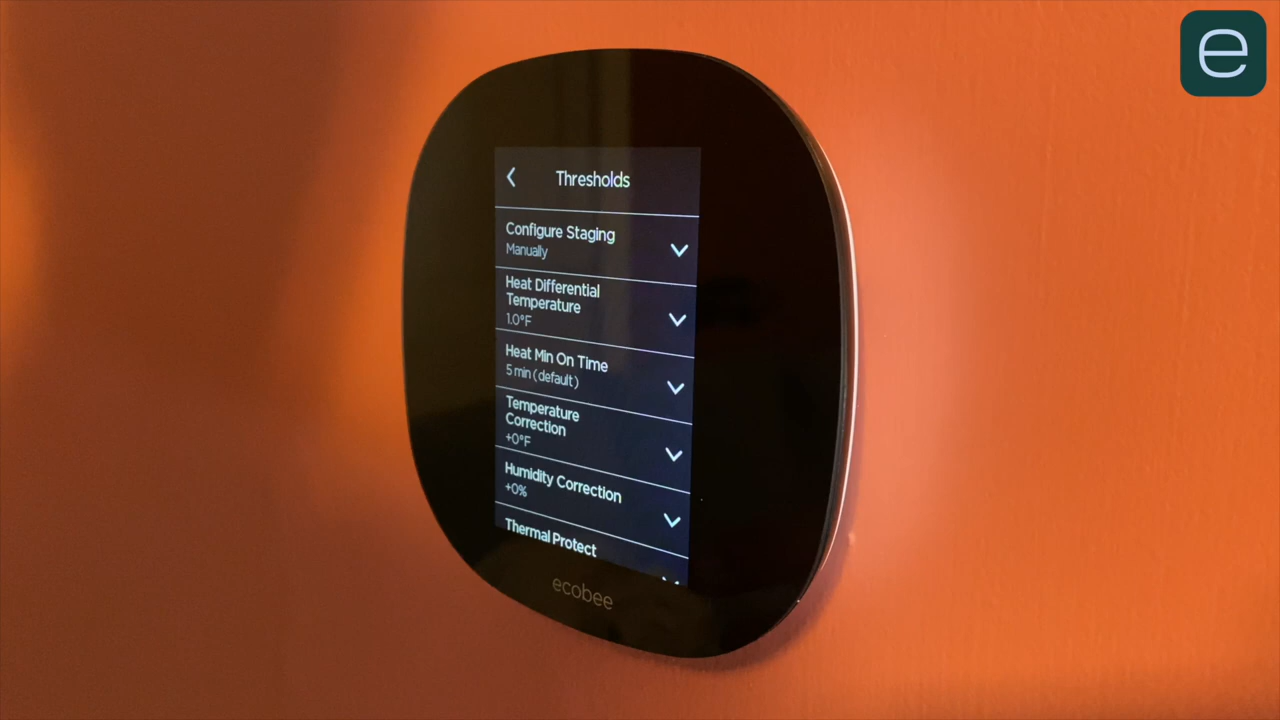 e
Thresholds
Configure Staging
Manually
Heat Differential
Temperature
1.0°F
Heat Min On Time
5 min (default)
Temperature
Correction
+0°F
Humidity Correction
+0%
Thermal Protect
ecobee